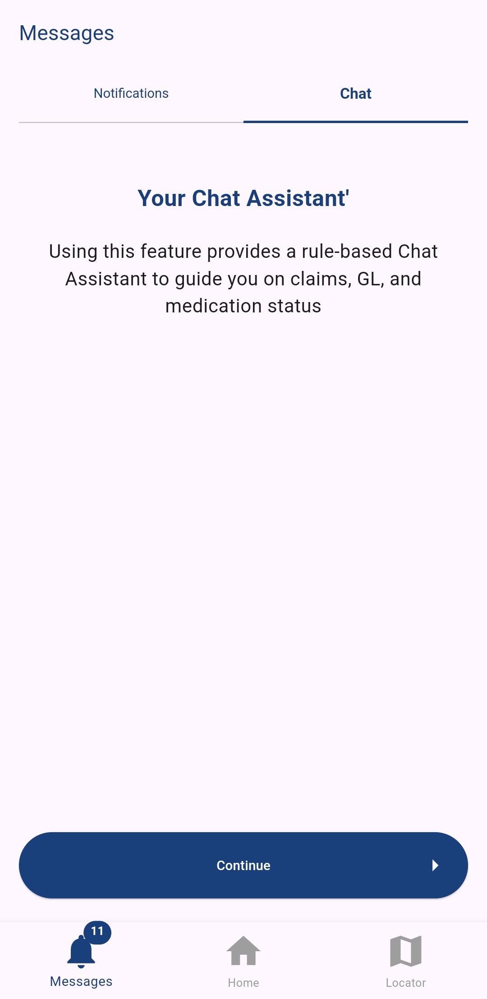 Messages
Notifications
Chat
Your Chat Assistant'
Using this feature provides a rule-based Chat
Assistant to guide you on claims, GL, and
medication status
Continue
11
Messages
Home
Locator